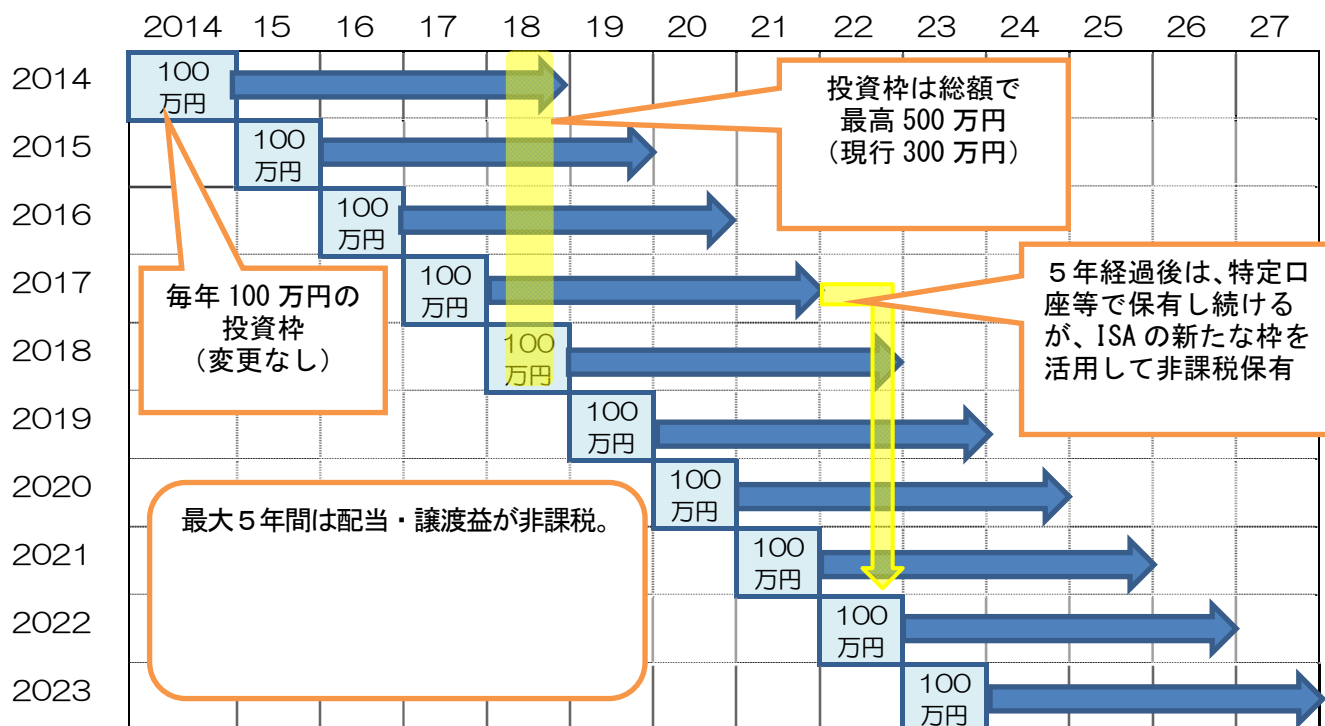 2014 15 16 17 18 19 20 21 22 23 24 25 26 27
2014
100
万円
2015
100
万円
2016
100
万円
2017
100
万円
2018
100
万円
2019
100
万円
2020
100
万円
2021
100
万円
2022
100
万円
2023
100
万円
投資枠は総額で
最高 500 万円
（現行 300 万円）
毎年 100 万円の
投資枠
（変更なし）
５年経過後は、特定口
座等で保有し続ける
が、ISA の新たな枠を
活用して非課税保有
最大５年間は配当・譲渡益が非課税。